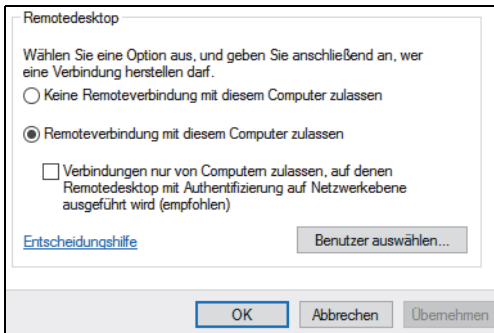 Remotedesktop
Wählen Sie eine Option aus, und geben Sie anschließend an, wer
eine Verbindung herstellen darf.
Keine Remoteverbindung mit diesem Computer zulassen
Remoteverbindung mit diesem Computer zulassen
Verbindungen nur von Computern zulassen, auf denen
Remotedesktop mit Authentifizierung auf Netzwerkebene
ausgeführt wird (empfohlen)
Entscheidungshilfe
Benutzer auswählen...
OK
Abbrechen
Übernehmen